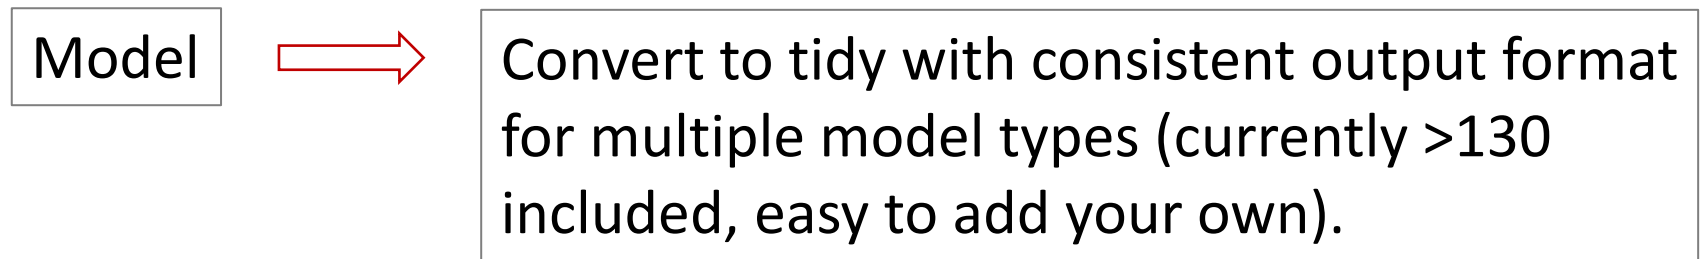 Model
Convert to tidy with consistent output format
for multiple model types (currently >130
included, easy to add your own).